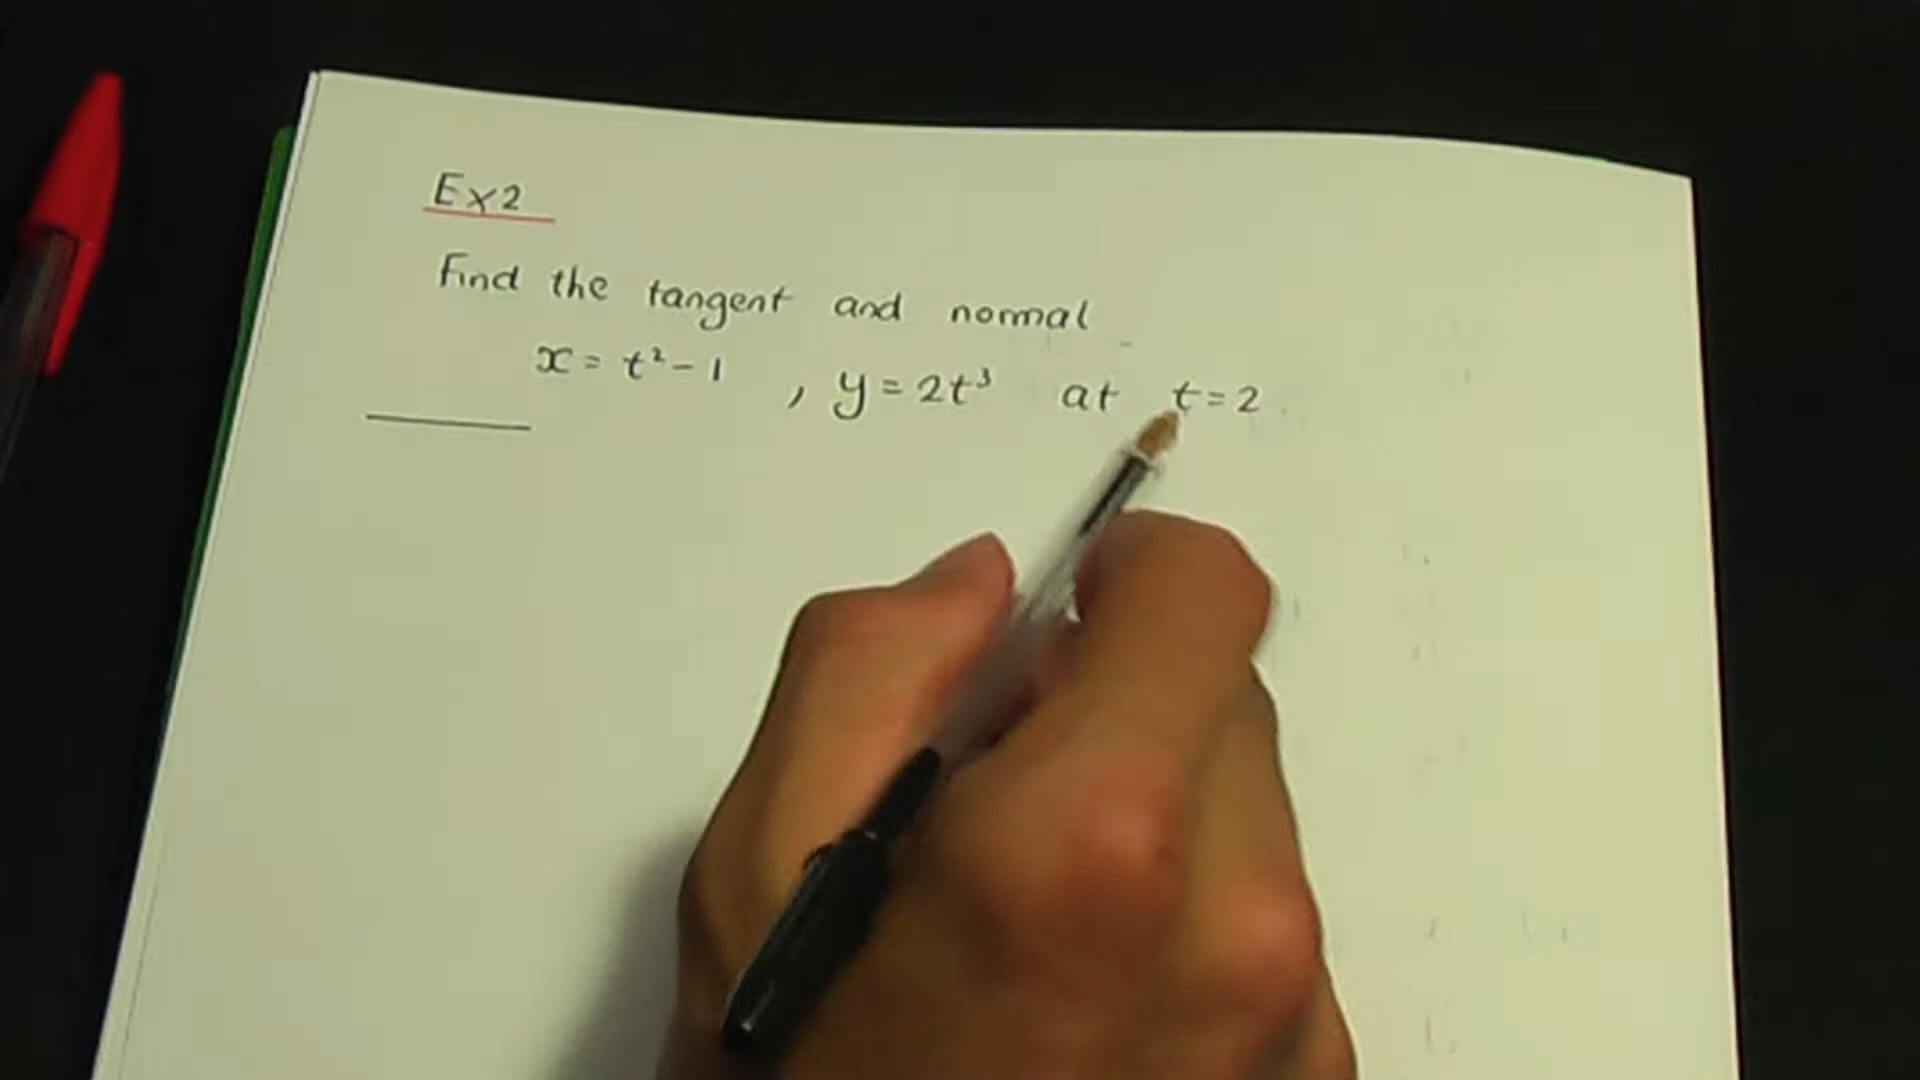 Ex2
Find the tangent and normal
x = t² - 1 , y = 2t³ at t = 2